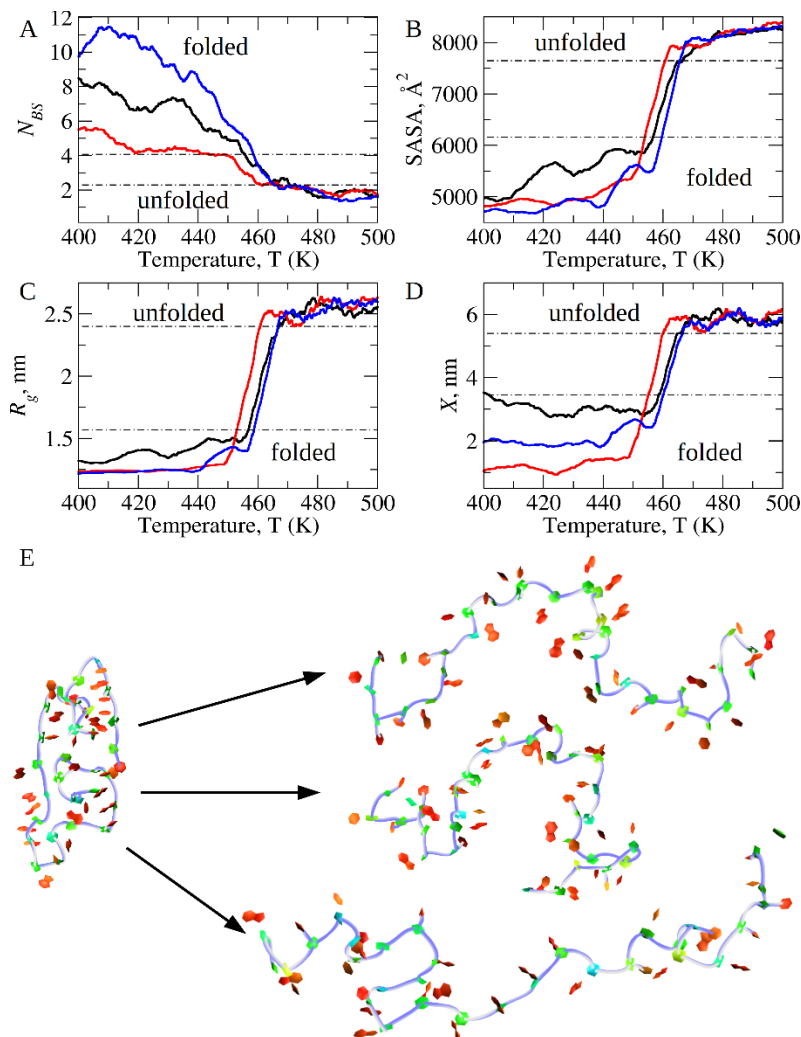 A
12
10
8
6
4
2
N_BS
folded
unfolded
400 420 440 460 480 500
Temperature, T (K)
B
8000
7000
6000
5000
SASA, Å²
unfolded
folded
400 420 440 460 480 500
Temperature, T (K)
C
2.5
2
1.5
R_g, nm
unfolded
folded
400 420 440 460 480 500
Temperature, T (K)
D
6
4
2
X, nm
unfolded
folded
400 420 440 460 480 500
Temperature, T (K)
E